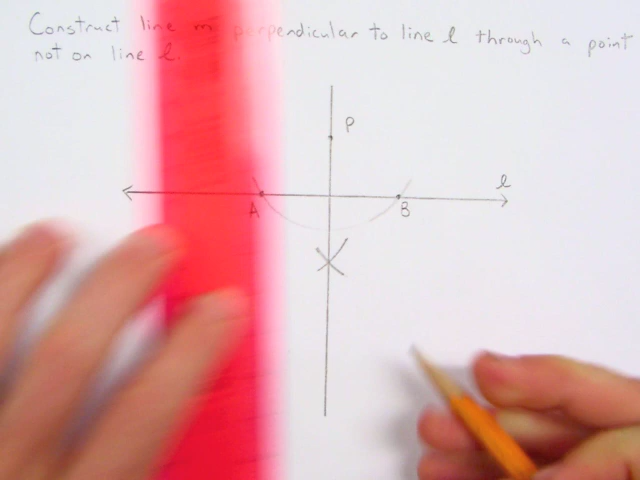 Construct line m perpendicular to line l through a point
not on line l.
P
l
A
B